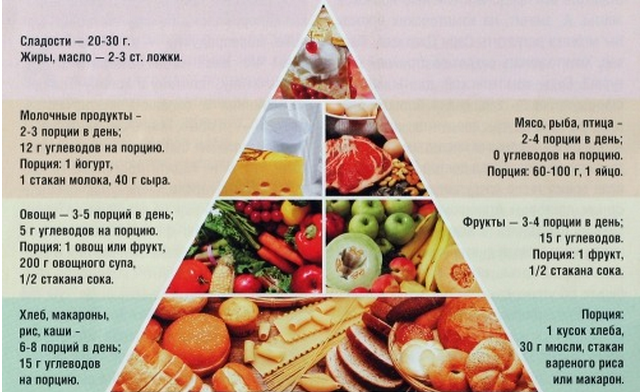 Сладости – 20-30 г.
Жиры, масло – 2-3 ст. ложки.
Молочные продукты -
2-3 порции в день;
12 г углеводов на порцию.
Порция: 1 йогурт,
1 стакан молока, 40 г сыра.
Мясо, рыба, птица -
2-4 порции в день;
0 углеводов на порцию.
Порция: 60-100 г, 1 яйцо.
Овощи – 3-5 порций в день;
5 г углеводов на порцию.
Порция: 1 овощ или фрукт,
200 г овощного супа,
1/2 стакана сока.
Фрукты – 3-4 порции в день;
15 г углеводов.
Порция: 1 фрукт,
1/2 стакана сока.
Хлеб, макароны,
рис, каши -
6-8 порций в день;
15 г углеводов
на порцию.
Порция:
1 кусок хлеба,
30 г мюсли, стакан
вареного риса
или макарон.